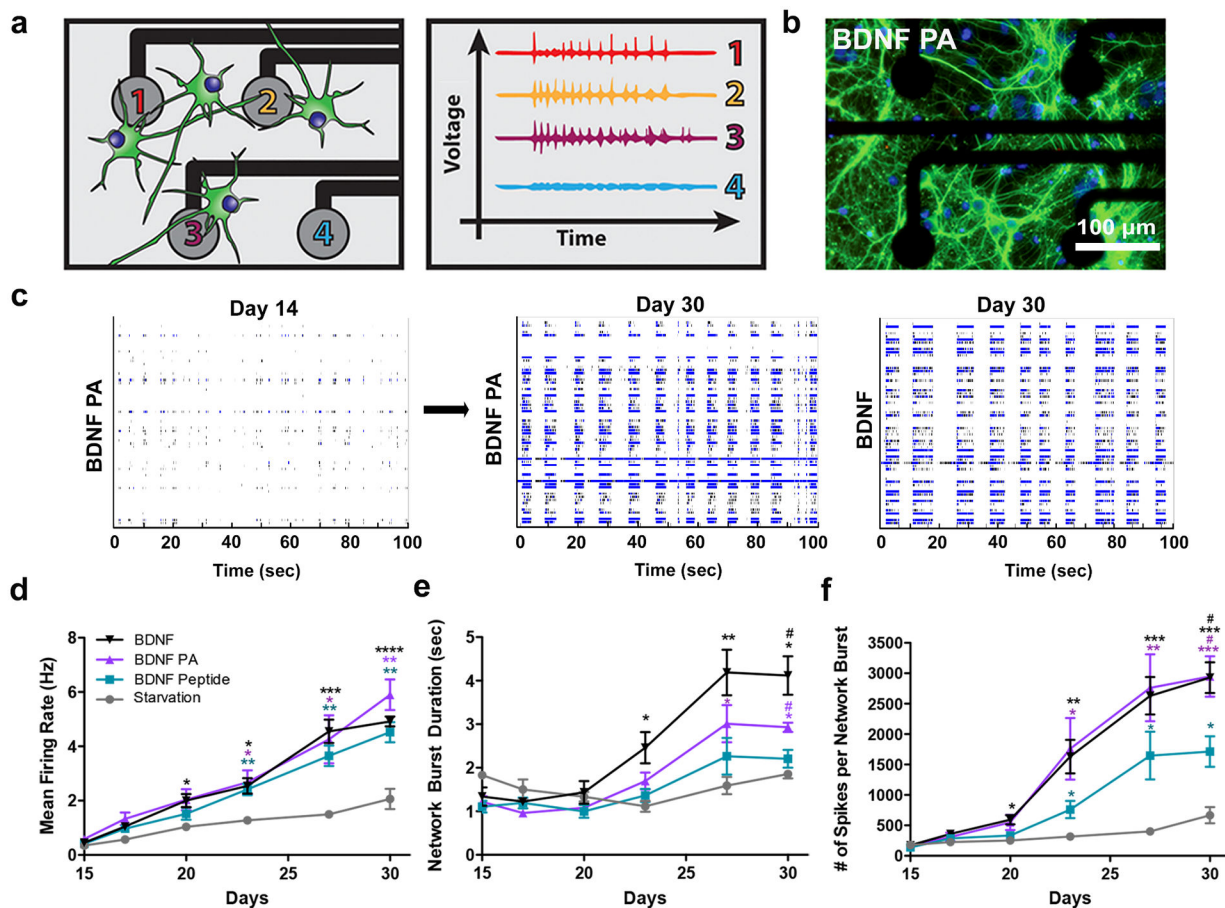 a
1
2
3
4
Voltage
1
2
3
4
Time
b
BDNF PA
100 µm
c
Day 14
BDNF PA
0 20 40 60 80 100
Time (sec)
Day 30
BDNF PA
0 20 40 60 80 100
Time (sec)
Day 30
BDNF
0 20 40 60 80 100
Time (sec)
d
Mean Firing Rate (Hz)
8
6
4
2
0
BDNF
BDNF PA
BDNF Peptide
Starvation
*
*
*
**
***
*
**
****
**
**
15 20 25 30
Days
e
Network Burst Duration (sec)
5
4
3
2
1
0
*
**
*
#
*
#
*
15 20 25 30
Days
f
# of Spikes per Network Burst
3500
3000
2500
2000
1500
1000
500
0
*
**
*
*
***
**
*
#
***
#
***
*
15 20 25 30
Days